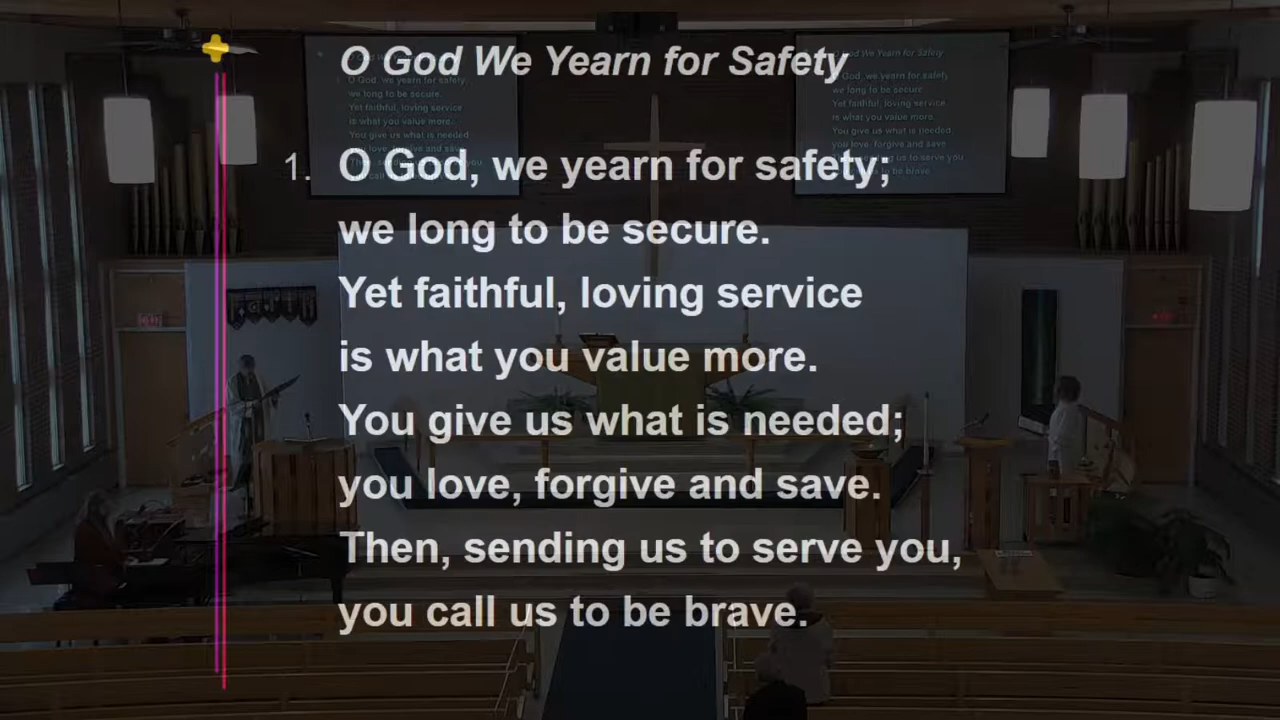 O God We Yearn for Safety
1. O God, we yearn for safety;
we long to be secure.
Yet faithful, loving service
is what you value more.
You give us what is needed;
you love, forgive and save.
Then, sending us to serve you,
you call us to be brave.